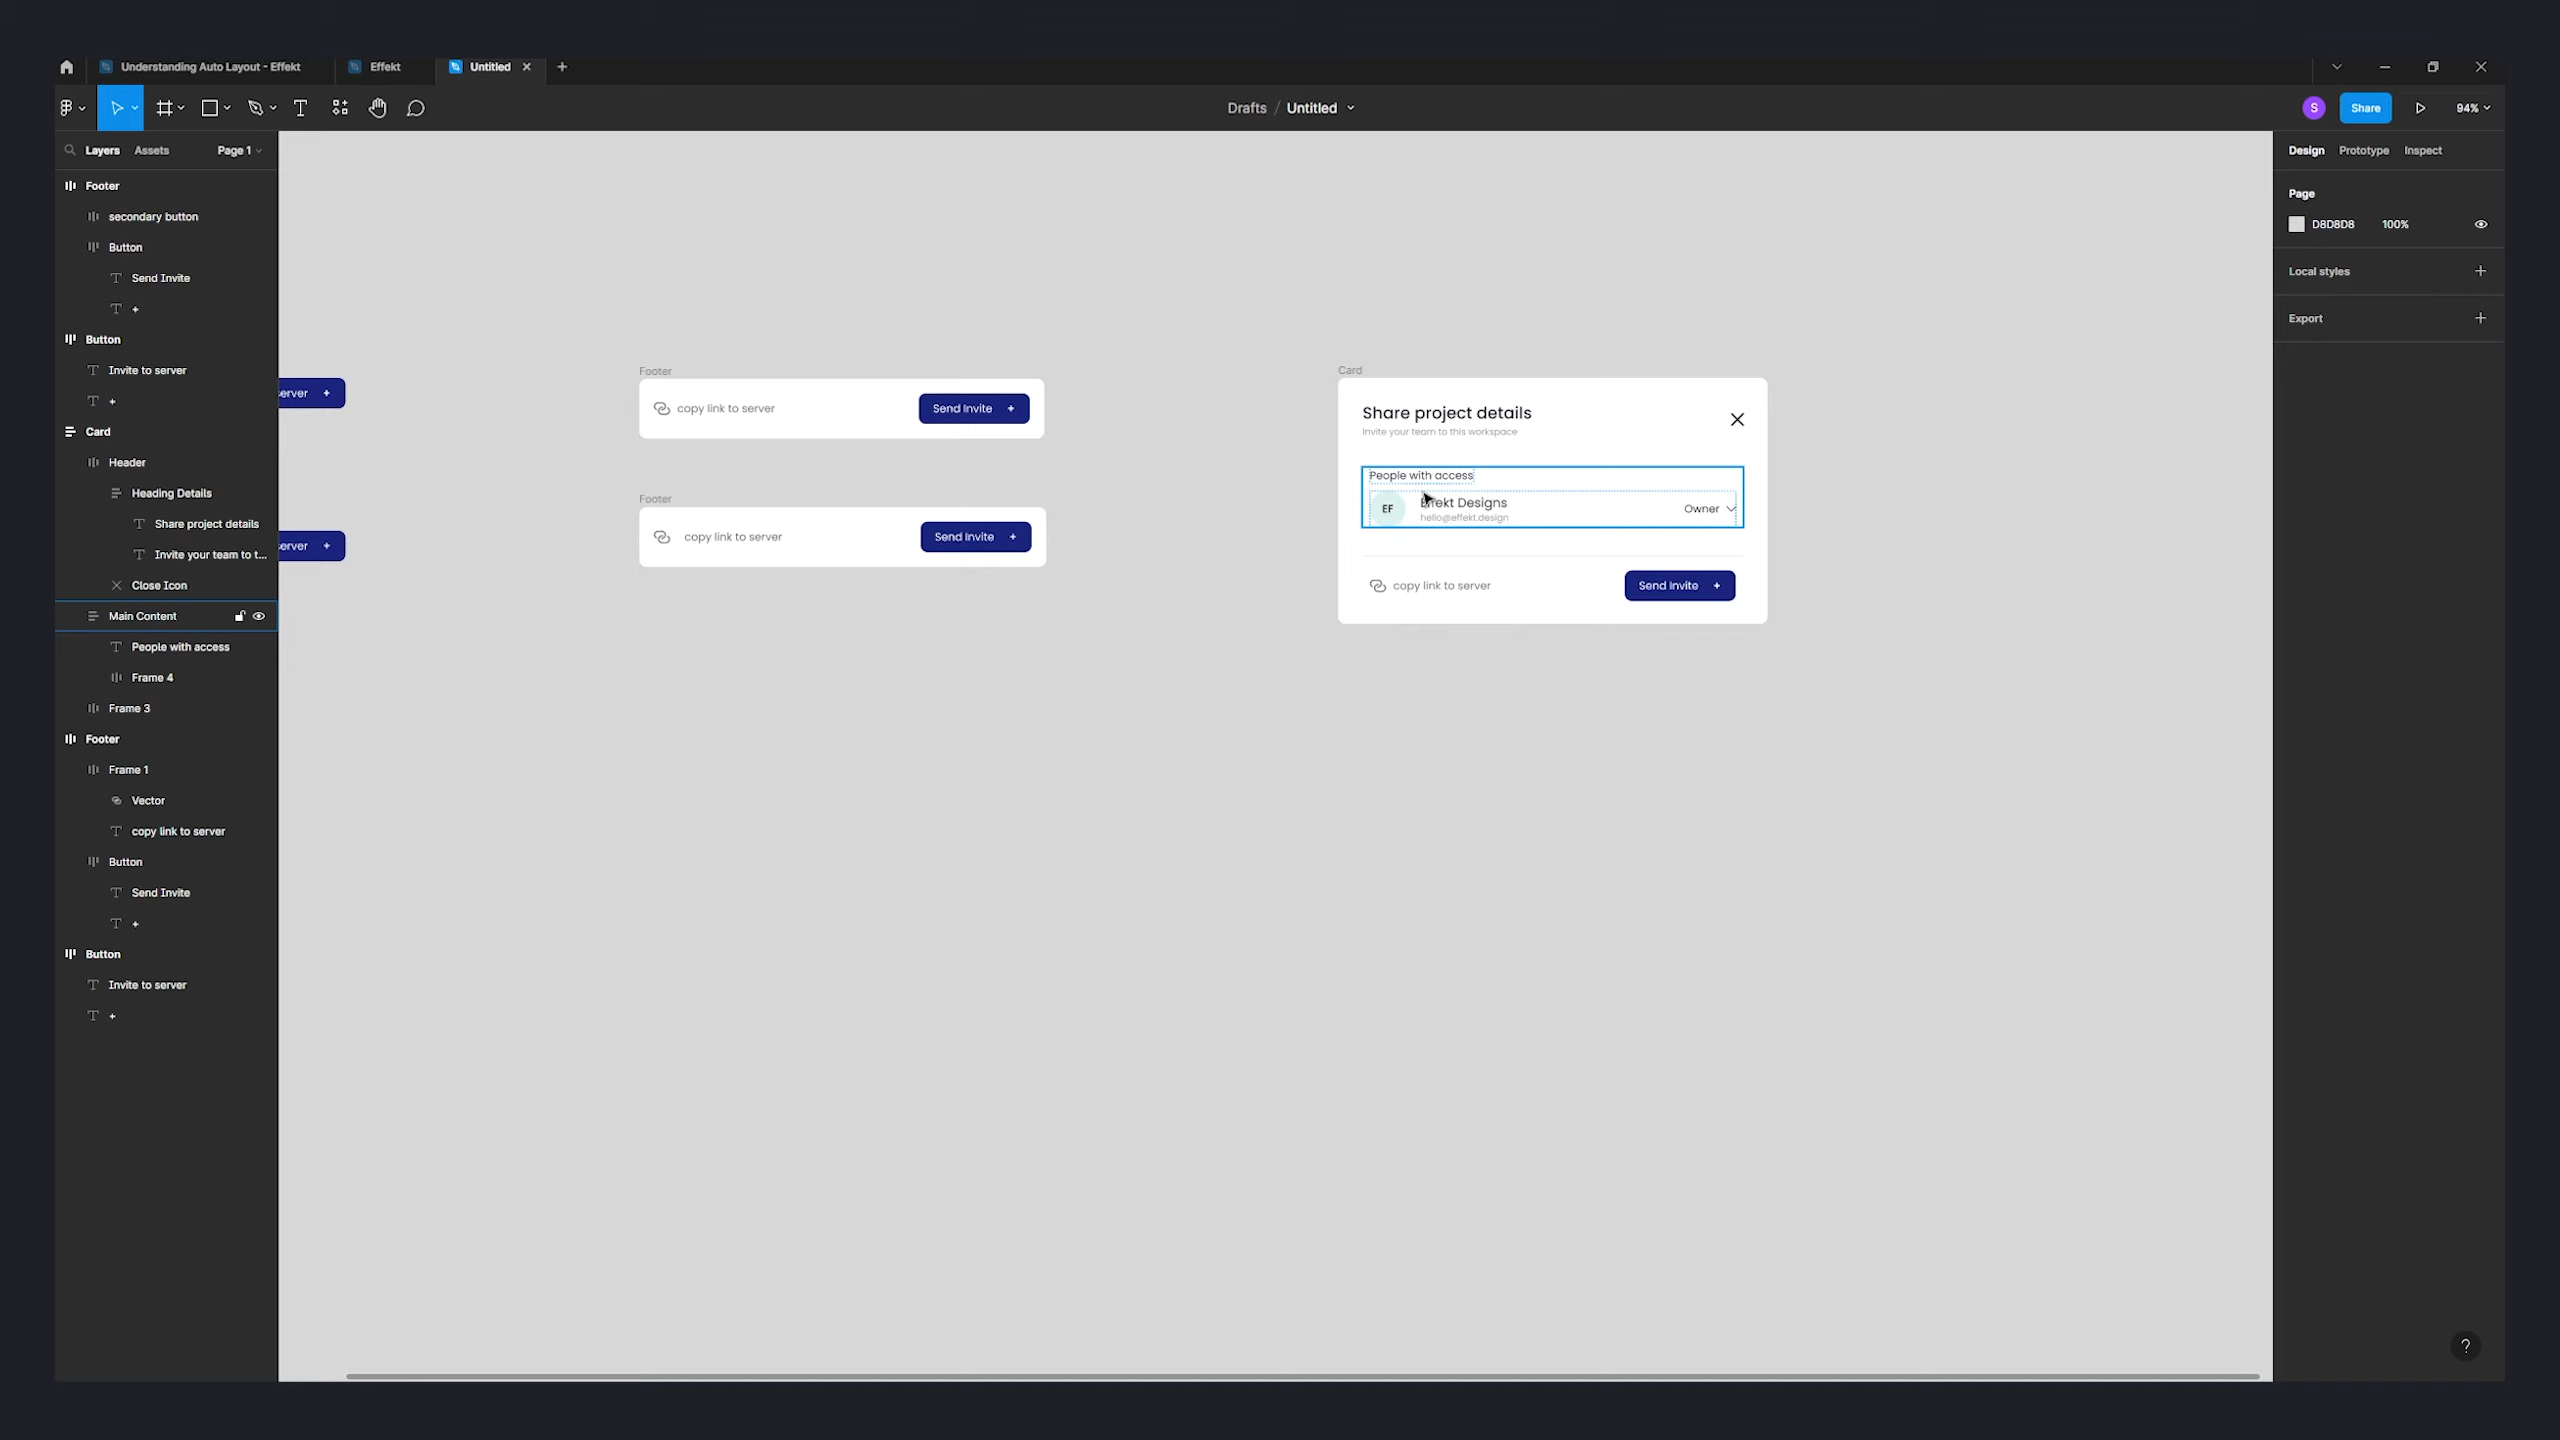 Understanding Auto Layout - Effekt
Effekt
Untitled
Drafts / Untitled
S
Share
94%
Layers
Assets
Page 1
Footer
secondary button
Button
Send Invite
+
Button
Invite to server
+
Card
Header
Heading Details
Share project details
Invite your team to t...
Close Icon
Main Content
People with access
Frame 4
Frame 3
Footer
Frame 1
Vector
copy link to server
Button
Send Invite
+
Button
Invite to server
+
erver +
erver +
Footer
copy link to server
Send Invite +
Footer
copy link to server
Send Invite +
Card
Share project details
Invite your team to this workspace
People with access
EF
Effekt Designs
hello@effekt.design
Owner
copy link to server
Send Invite +
Design
Prototype
Inspect
Page
D8D8D8
100%
Local styles
Export
?